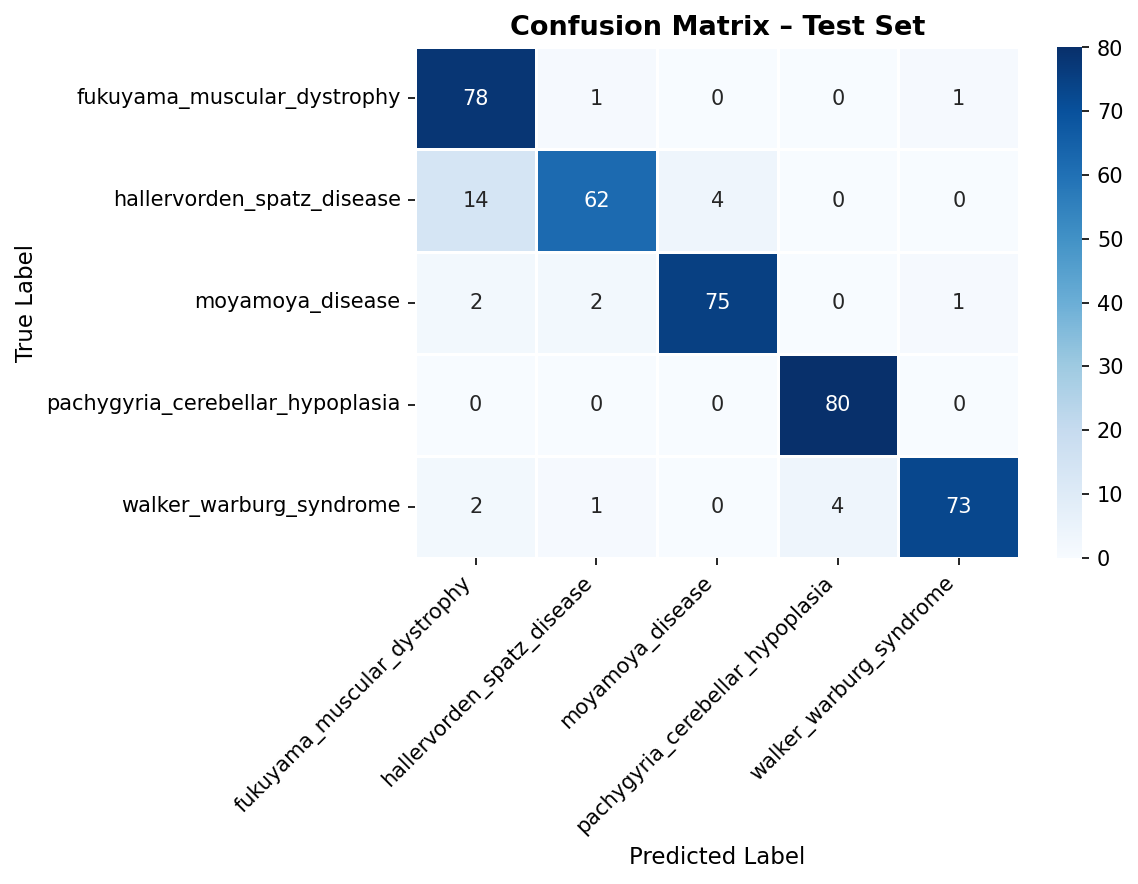 Confusion Matrix – Test Set
True Label
fukuyama_muscular_dystrophy 78 1 0 0 1
hallervorden_spatz_disease 14 62 4 0 0
moyamoya_disease 2 2 75 0 1
pachygyria_cerebellar_hypoplasia 0 0 0 80 0
walker_warburg_syndrome 2 1 0 4 73
fukuyama_muscular_dystrophy
hallervorden_spatz_disease
moyamoya_disease
pachygyria_cerebellar_hypoplasia
walker_warburg_syndrome
Predicted Label
80
70
60
50
40
30
20
10
0